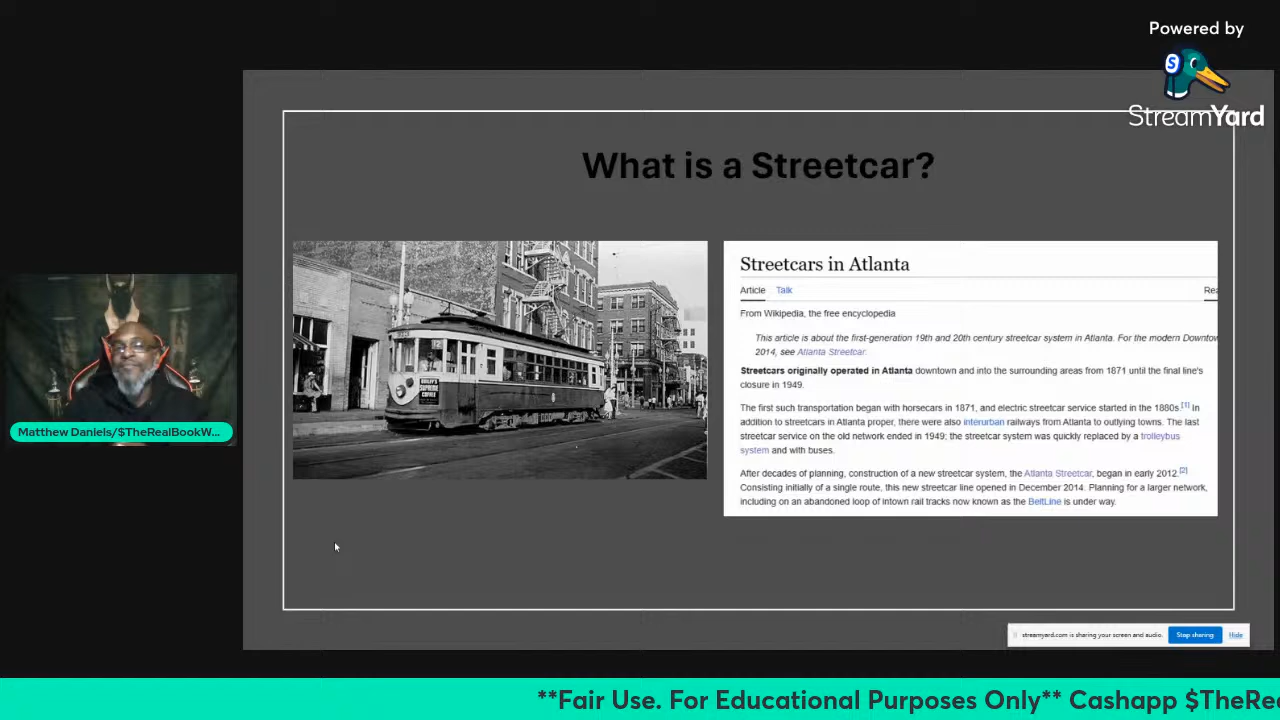 Powered by
StreamYard
What is a Streetcar?
Streetcars in Atlanta
Article Talk Rea
From Wikipedia, the free encyclopedia
This article is about the first-generation 19th and 20th century streetcar system in Atlanta. For the modern Downtow
2014, see Atlanta Streetcar.
Streetcars originally operated in Atlanta downtown and into the surrounding areas from 1871 until the final line's
closure in 1949.
The first such transportation began with horsecars in 1871, and electric streetcar service started in the 1880s.[1] In
addition to streetcars in Atlanta proper, there were also interurban railways from Atlanta to outlying towns. The last
streetcar service on the old network ended in 1949; the streetcar system was quickly replaced by a trolleybus
system and with buses.
After decades of planning, construction of a new streetcar system, the Atlanta Streetcar, began in early 2012.[2]
Consisting initially of a single route, this new streetcar line opened in December 2014. Planning for a larger network,
including on an abandoned loop of intown rail tracks now known as the BeltLine is under way.
Matthew Daniels/$TheRealBookW...
streamyard.com is sharing your screen and audio. Stop sharing Hide
**Fair Use. For Educational Purposes Only** Cashapp $TheRea